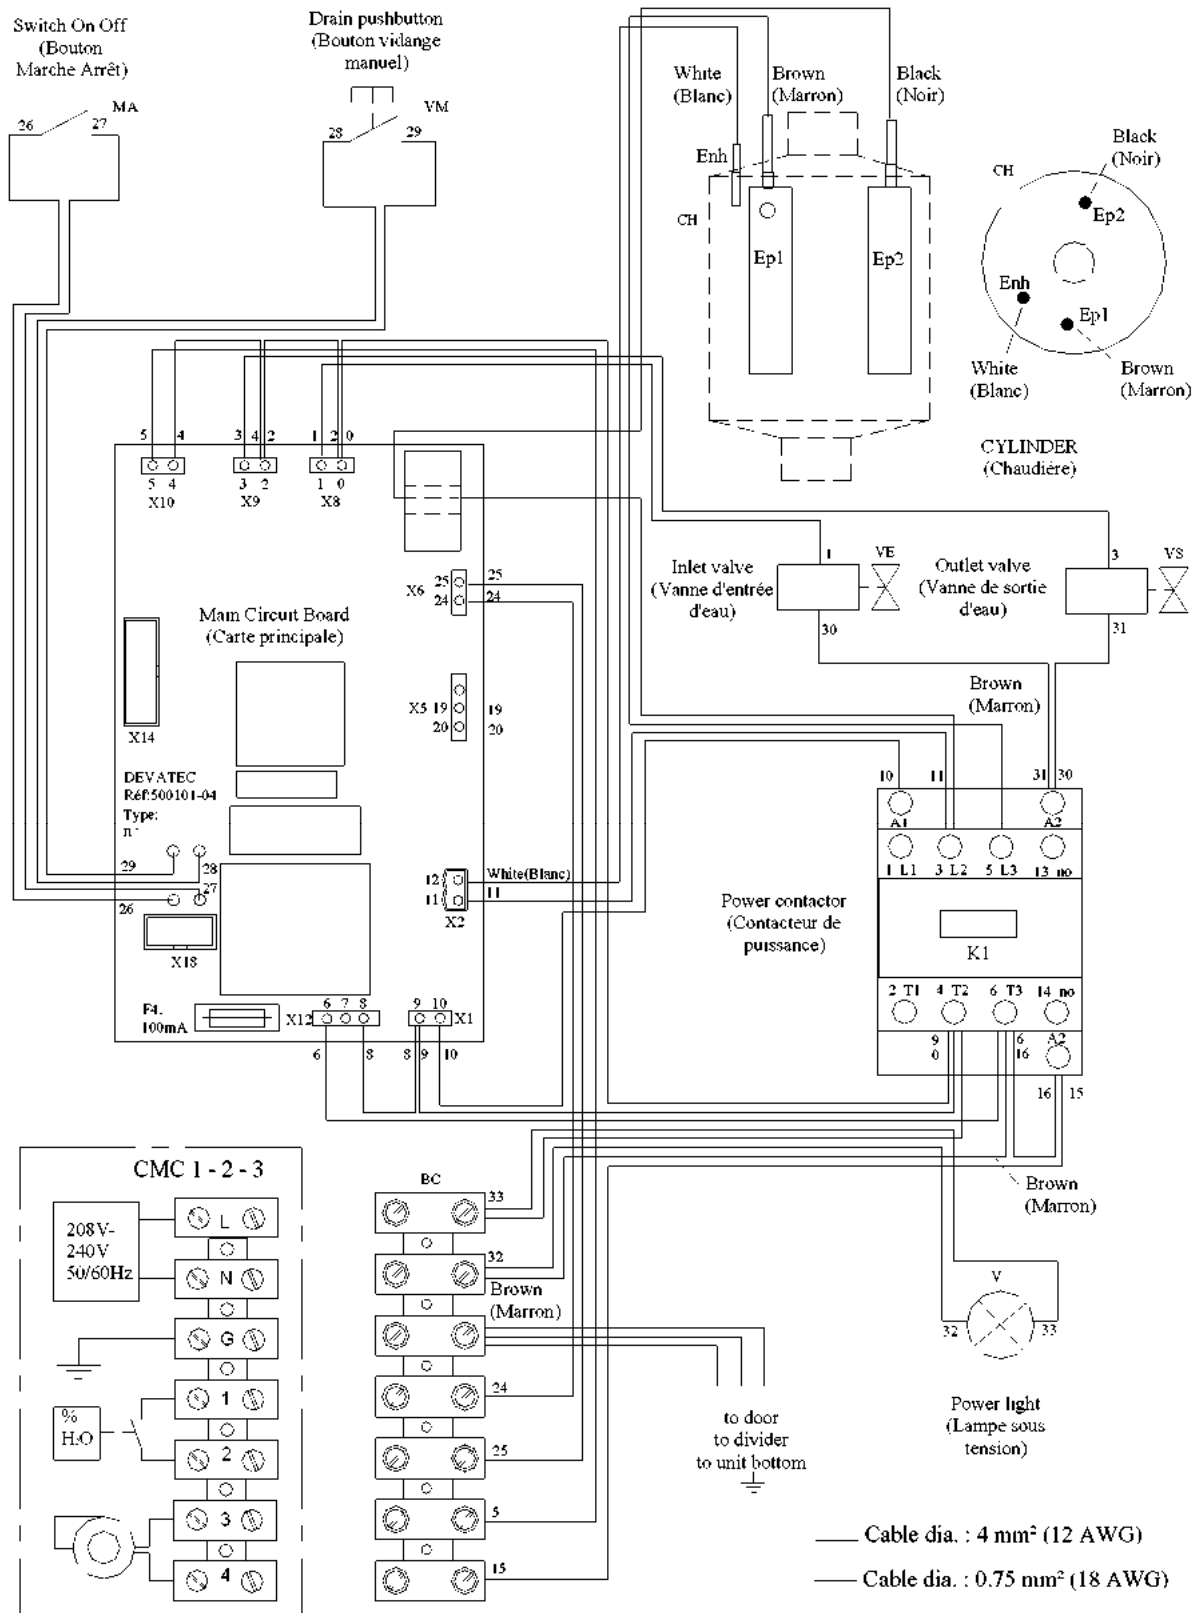 Switch On Off
(Bouton
Marche Arrêt)
Drain pushbutton
(Bouton vidange
manuel)
MA
26
27
VM
28
29
White
(Blanc)
Brown
(Marron)
Black
(Noir)
Enh
CH
Ep1
Ep2
CH
Black
(Noir)
Ep2
Enh
Ep1
White
(Blanc)
Brown
(Marron)
CYLINDER
(Chaudière)
5 4
3 4 2
1 2 0
5 4
X10
3 2
X9
1 0
X8
X6
25
24
25
24
Main Circuit Board
(Carte principale)
X14
X5
19
20
19
20
DEVATEC
Réf:500101-04
Type:
n°
29
28
27
26
X18
12
11
X2
White(Blanc)
11
F4.
100mA
X12
6 7 8
9 10
X1
6
8
8 9
10
Inlet valve
(Vanne d'entrée
d'eau)
1
VE
30
Outlet valve
(Vanne de sortie
d'eau)
3
VS
31
Brown
(Marron)
10
11
31 30
A1
A2
1 L1
3 L2
5 L3
13 no
Power contactor
(Contacteur de
puissance)
K1
2 T1
4 T2
6 T3
14 no
9
0
6
16
A2
16
15
Brown
(Marron)
CMC 1 - 2 - 3
208V-
240V
50/60Hz
L
N
G
1
2
3
4
%
H2O
BC
33
32
Brown
(Marron)
24
25
5
15
to door
to divider
to unit bottom
V
32
33
Power light
(Lampe sous
tension)
Cable dia. : 4 mm² (12 AWG)
Cable dia. : 0.75 mm² (18 AWG)